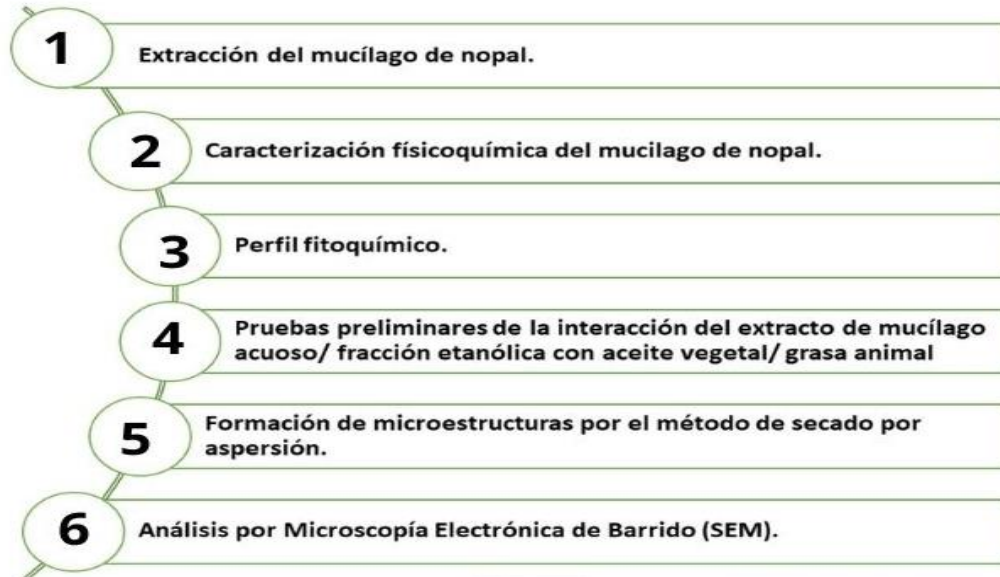 1
Extracción del mucílago de nopal.
2
Caracterización físicoquímica del mucilago de nopal.
3
Perfil fitoquímico.
4
Pruebas preliminares de la interacción del extracto de mucílago
acuoso/ fracción etanólica con aceite vegetal/ grasa animal
5
Formación de microestructuras por el método de secado por
aspersión.
6
Análisis por Microscopía Electrónica de Barrido (SEM).